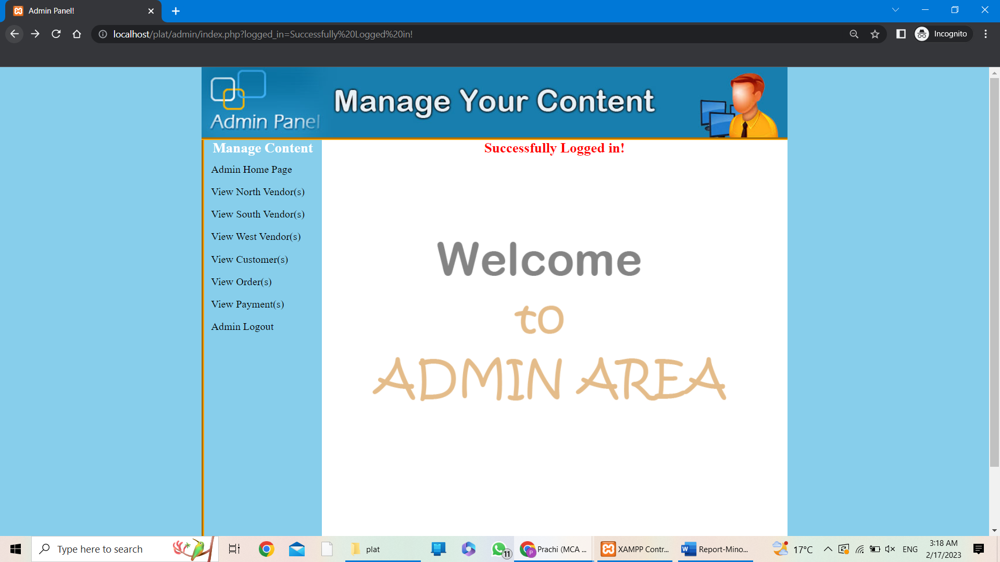 Admin Panel!
localhost/plat/admin/index.php?logged_in=Successfully%20Logged%20in!
Incognito
Admin Panel
Manage Your Content
Manage Content
Successfully Logged in!
Admin Home Page
View North Vendor(s)
View South Vendor(s)
View West Vendor(s)
View Customer(s)
View Order(s)
View Payment(s)
Admin Logout
Welcome
to
ADMIN AREA
Type here to search
plat
11
P
Prachi (MCA ...
XAMPP Contr...
W
Report-Mino...
17°C
ENG
3:18 AM
2/17/2023